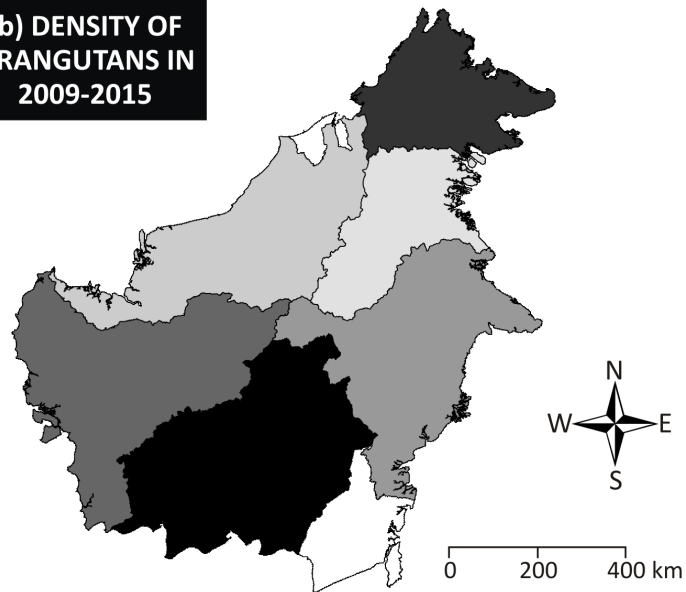 b) DENSITY OF
RANGUTANS IN
2009-2015
N
W E
S
0 200 400 km